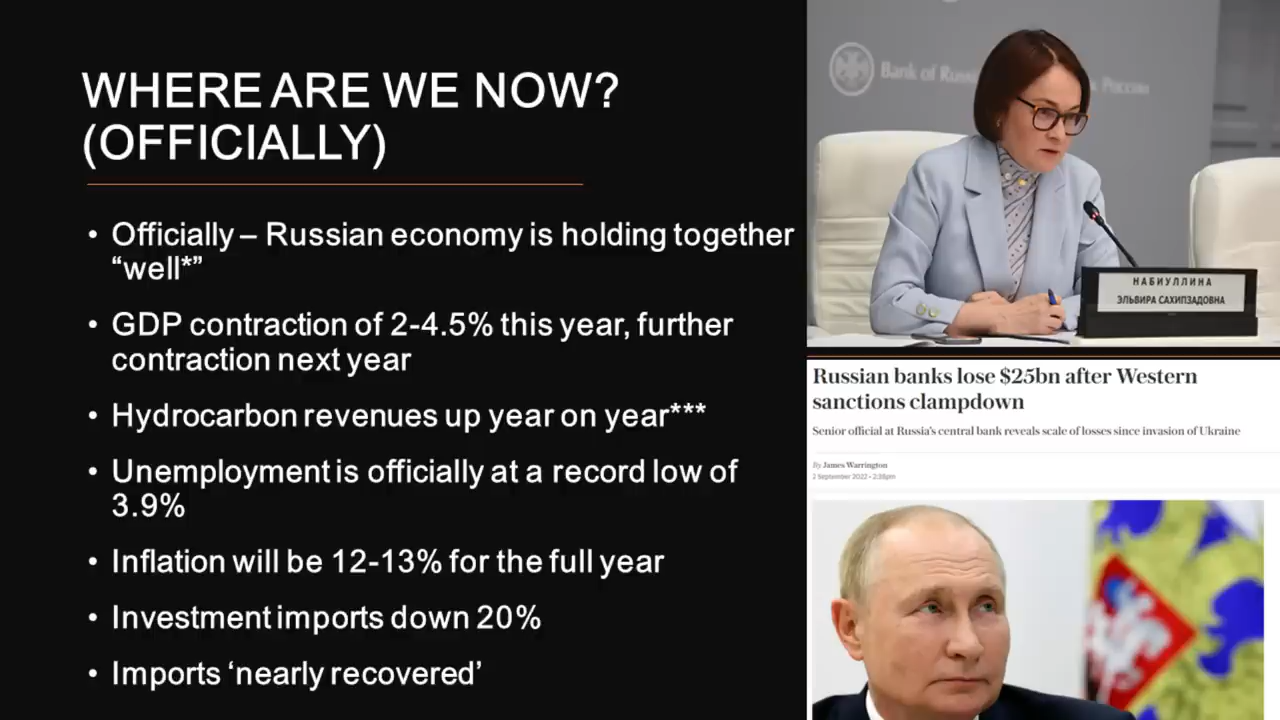 WHERE ARE WE NOW?
(OFFICIALLY)
• Officially – Russian economy is holding together
“well*”
• GDP contraction of 2-4.5% this year, further
contraction next year
• Hydrocarbon revenues up year on year***
• Unemployment is officially at a record low of
3.9%
• Inflation will be 12-13% for the full year
• Investment imports down 20%
• Imports ‘nearly recovered’
Bank of Russia
России
НАБИУЛЛИНА
ЭЛЬВИРА САХИПЗАДОВНА
Russian banks lose $25bn after Western
sanctions clampdown
Senior official at Russia's central bank reveals scale of losses since invasion of Ukraine
By James Warrington
2 September 2022 • 2:38pm